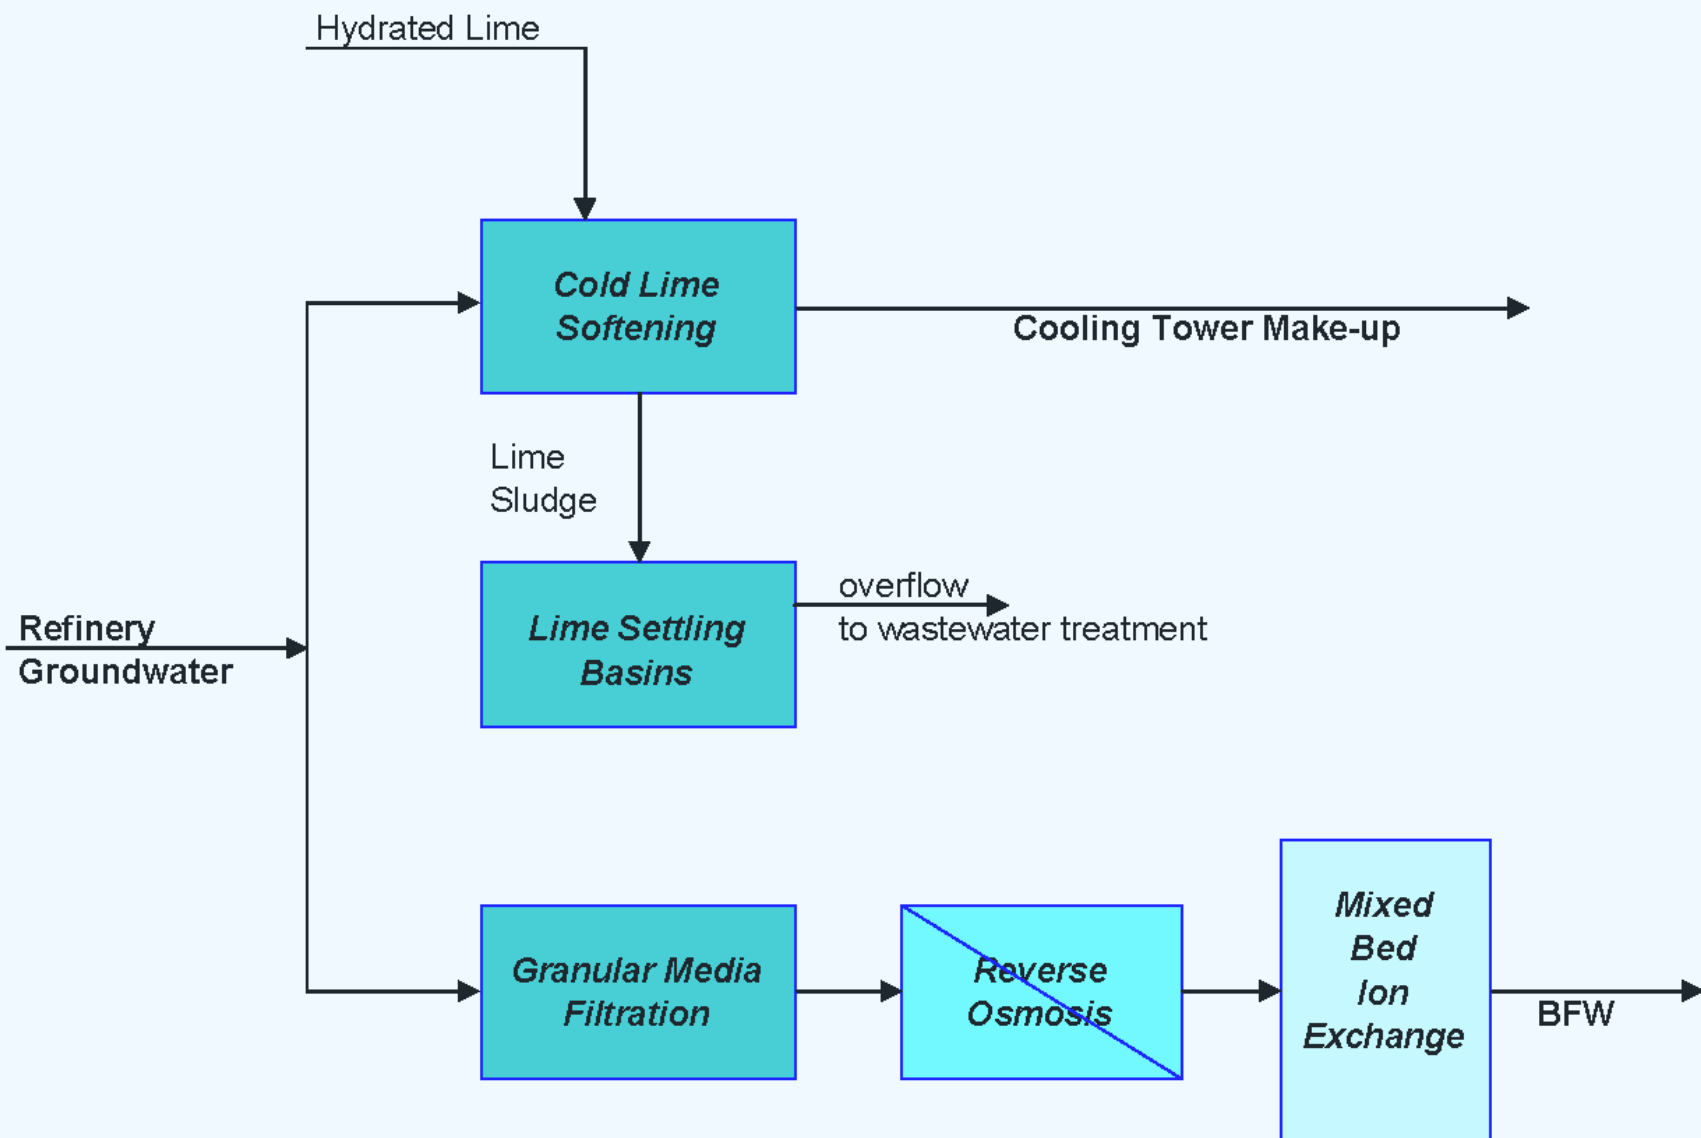 Hydrated Lime
Cold Lime
Softening
Cooling Tower Make-up
Lime
Sludge
overflow
to wastewater treatment
Lime Settling
Basins
Refinery
Groundwater
Granular Media
Filtration
Reverse
Osmosis
Mixed
Bed
Ion
Exchange
BFW